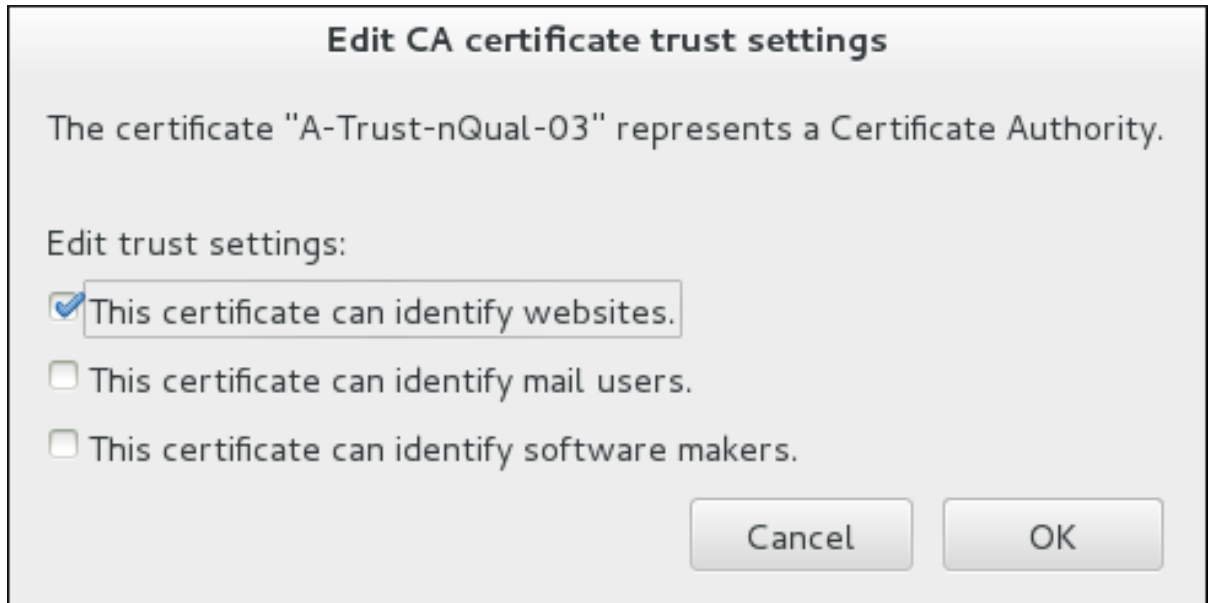 Edit CA certificate trust settings
The certificate "A-Trust-nQual-03" represents a Certificate Authority.
Edit trust settings:
This certificate can identify websites.
This certificate can identify mail users.
This certificate can identify software makers.
Cancel OK